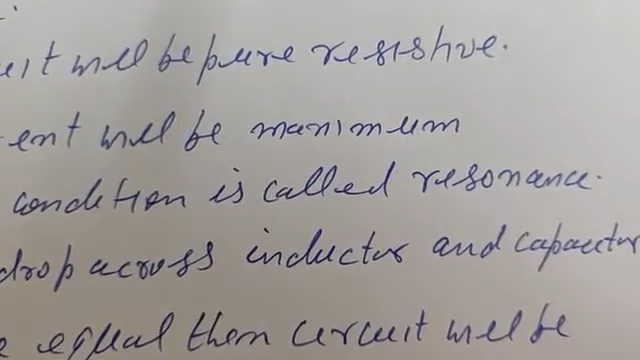 uit will be pure resistive.
ent will be maximum
condition is called resonance.
drop across inductor and capacitor
e equal then circuit will be